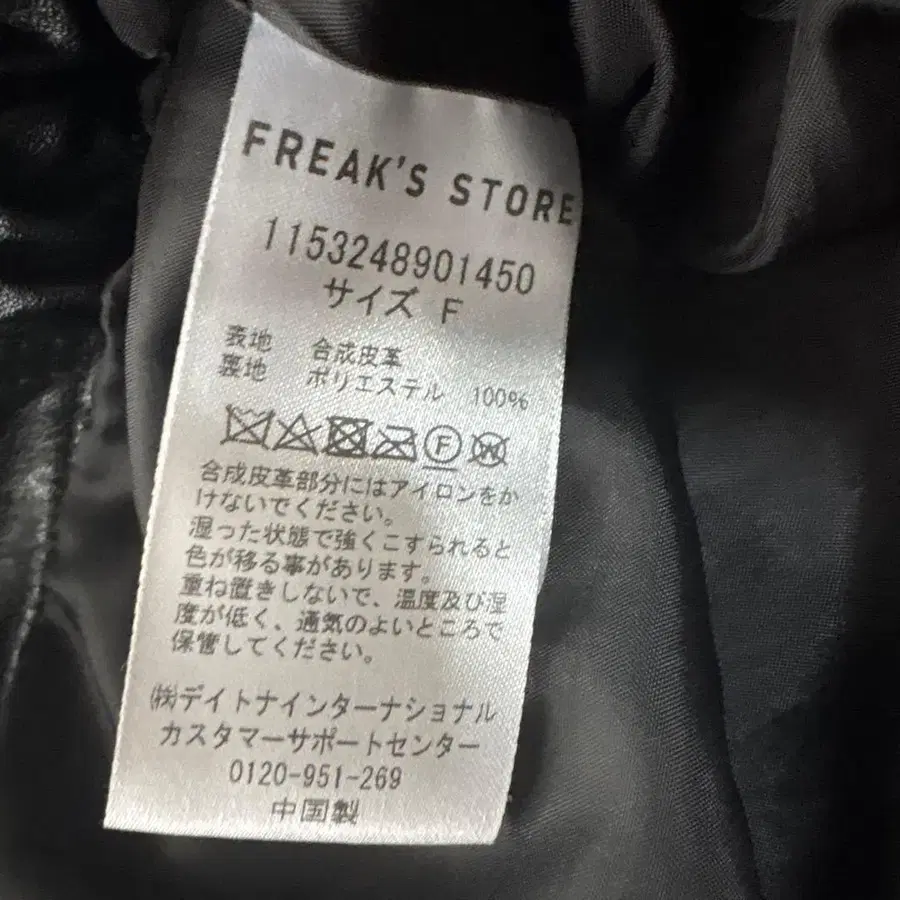 FREAK'S STORE
1153248901450
サイズ F
表地 合成皮革
裏地 ポリエステル 100%
F W
合成皮革部分にはアイロンをか
けないでください。
湿った状態で強くこすられると
色が移る事があります。
重ね置きしないで、温度及び湿
度が低く、通気のよいところで
保管してください。
㈱デイトナインターナショナル
カスタマーサポートセンター
0120-951-269
中国製